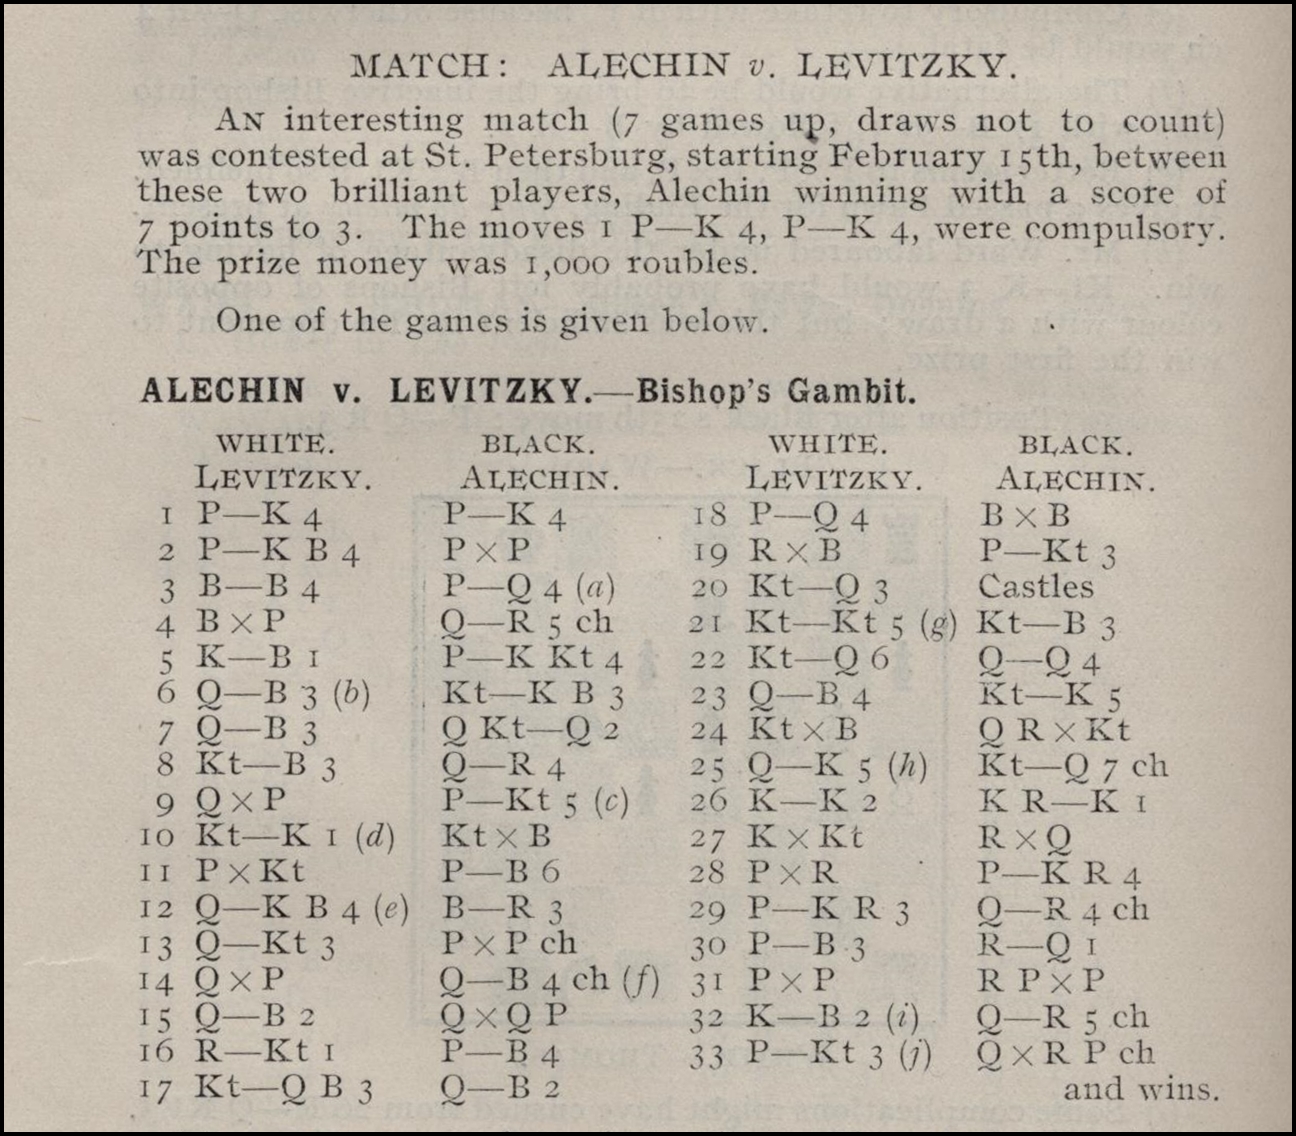 MATCH: ALECHIN v. LEVITZKY.
AN interesting match (7 games up, draws not to count)
was contested at St. Petersburg, starting February 15th, between
these two brilliant players, Alechin winning with a score of
7 points to 3. The moves 1 P—K 4, P—K 4, were compulsory.
The prize money was 1,000 roubles.
One of the games is given below.
ALECHIN v. LEVITZKY.—Bishop's Gambit.
WHITE. BLACK.
LEVITZKY. ALECHIN.
1 P—K 4 P—K 4
2 P—K B 4 P×P
3 B—B 4 P—Q 4 (a)
4 B×P Q—R 5 ch
5 K—B 1 P—K Kt 4
6 Q—B 3 (b) Kt—K B 3
7 Q—B 3 Q Kt—Q 2
8 Kt—B 3 Q—R 4
9 Q×P P—Kt 5 (c)
10 Kt—K 1 (d) Kt×B
11 P×Kt P—B 6
12 Q—K B 4 (e) B—R 3
13 Q—Kt 3 P×P ch
14 Q×P Q—B 4 ch (f)
15 Q—B 2 Q×Q P
16 R—Kt 1 P—B 4
17 Kt—Q B 3 Q—B 2
WHITE. BLACK.
LEVITZKY. ALECHIN.
18 P—Q 4 B×B
19 R×B P—Kt 3
20 Kt—Q 3 Castles
21 Kt—Kt 5 (g) Kt—B 3
22 Kt—Q 6 Q—Q 4
23 Q—B 4 Kt—K 5
24 Kt×B Q R×Kt
25 Q—K 5 (h) Kt—Q 7 ch
26 K—K 2 K R—K 1
27 K×Kt R×Q
28 P×R P—K R 4
29 P—K R 3 Q—R 4 ch
30 P—B 3 R—Q 1
31 P×P R P×P
32 K—B 2 (i) Q—R 5 ch
33 P—Kt 3 (j) Q×R P ch
and wins.